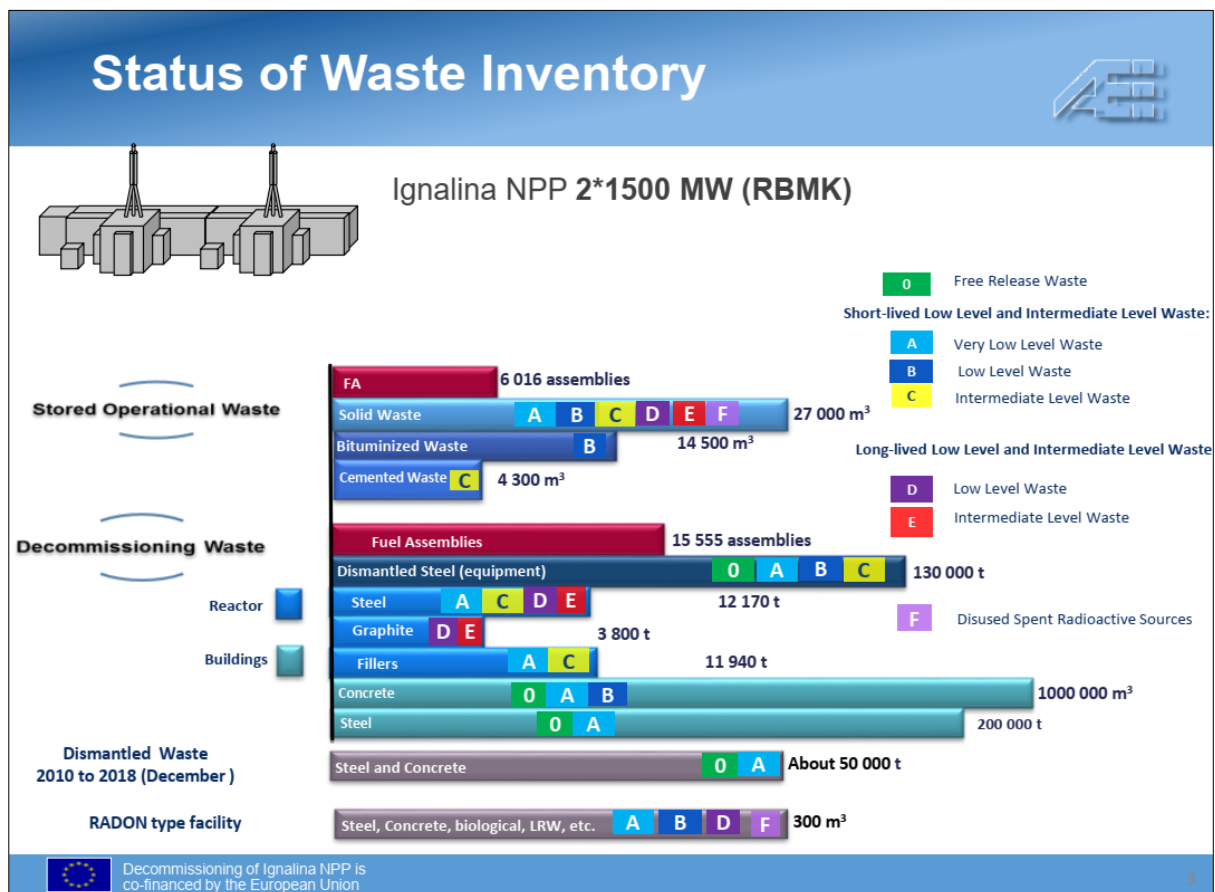 Status of Waste Inventory
Ignalina NPP 2*1500 MW (RBMK)
0 Free Release Waste
Short-lived Low Level and Intermediate Level Waste:
A Very Low Level Waste
B Low Level Waste
C Intermediate Level Waste
Long-lived Low Level and Intermediate Level Waste
D Low Level Waste
E Intermediate Level Waste
F Disused Spent Radioactive Sources
Stored Operational Waste
FA 6 016 assemblies
Solid Waste A B C D E F 27 000 m³
Bituminized Waste B 14 500 m³
Cemented Waste C 4 300 m³
Decommissioning Waste
Fuel Assemblies 15 555 assemblies
Dismantled Steel (equipment) 0 A B C 130 000 t
Reactor
Steel A C D E 12 170 t
Graphite D E 3 800 t
Buildings
Fillers A C 11 940 t
Concrete 0 A B 1000 000 m³
Steel 0 A 200 000 t
Dismantled Waste
2010 to 2018 (December )
Steel and Concrete 0 A About 50 000 t
RADON type facility
Steel, Concrete, biological, LRW, etc. A B D F 300 m³
Decommissioning of Ignalina NPP is
co-financed by the European Union
3